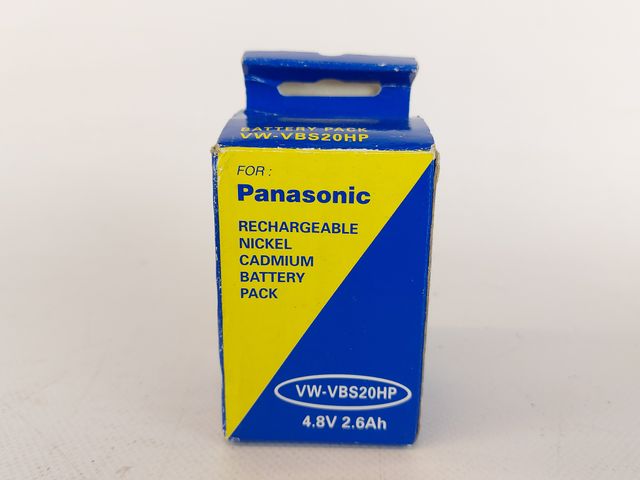 BATTERY PACK
VW-VBS20HP
FOR :
Panasonic
RECHARGEABLE
NICKEL
CADMIUM
BATTERY
PACK
VW-VBS20HP
4.8V 2.6Ah